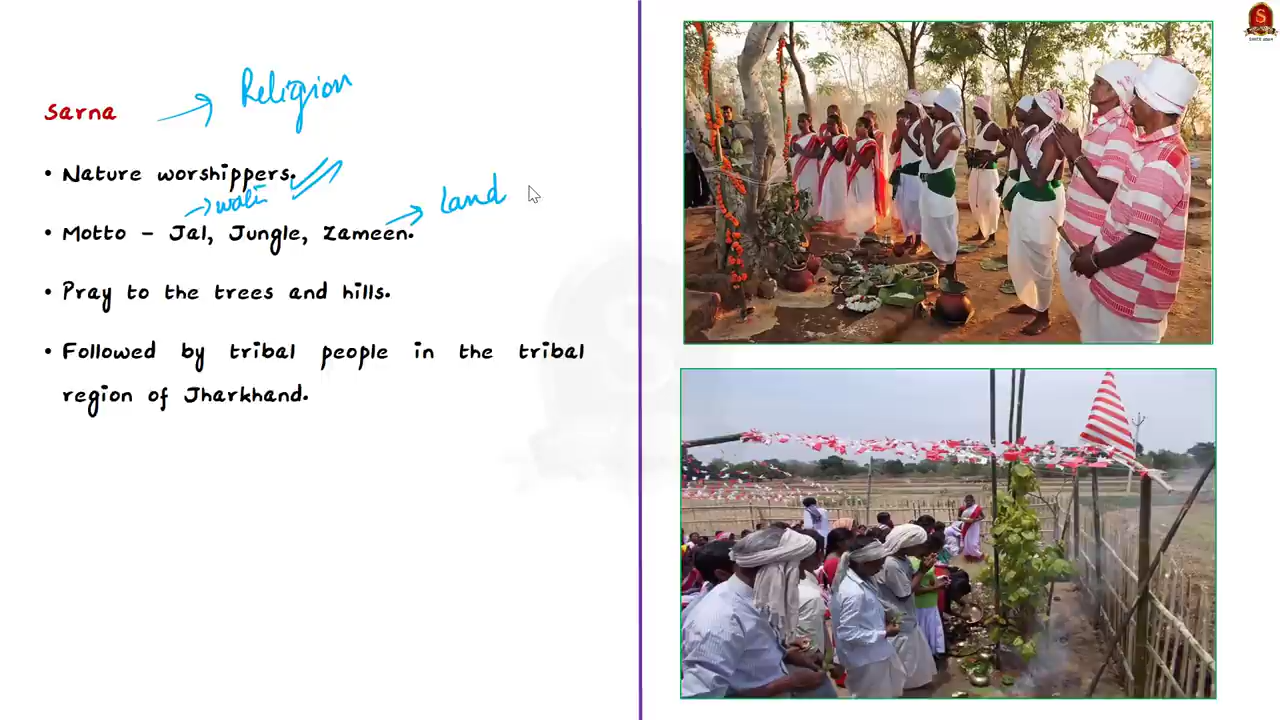 Sarna → Religion
• Nature worshippers.
→ water
→ Land
• Motto – Jal, Jungle, Zameen.
• Pray to the trees and hills.
• Followed by tribal people in the tribal
region of Jharkhand.
S